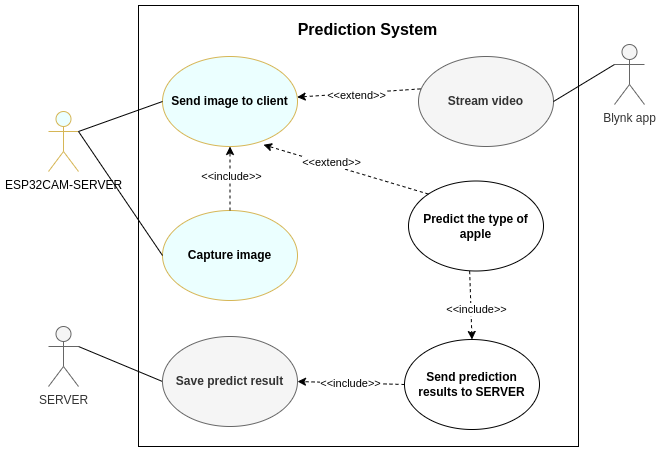 Prediction System
Send image to client
<<extend>>
Stream video
Blynk app
ESP32CAM-SERVER
<<include>>
<<extend>>
Predict the type of
apple
Capture image
<<include>>
SERVER
Save predict result
<<include>>
Send prediction
results to SERVER